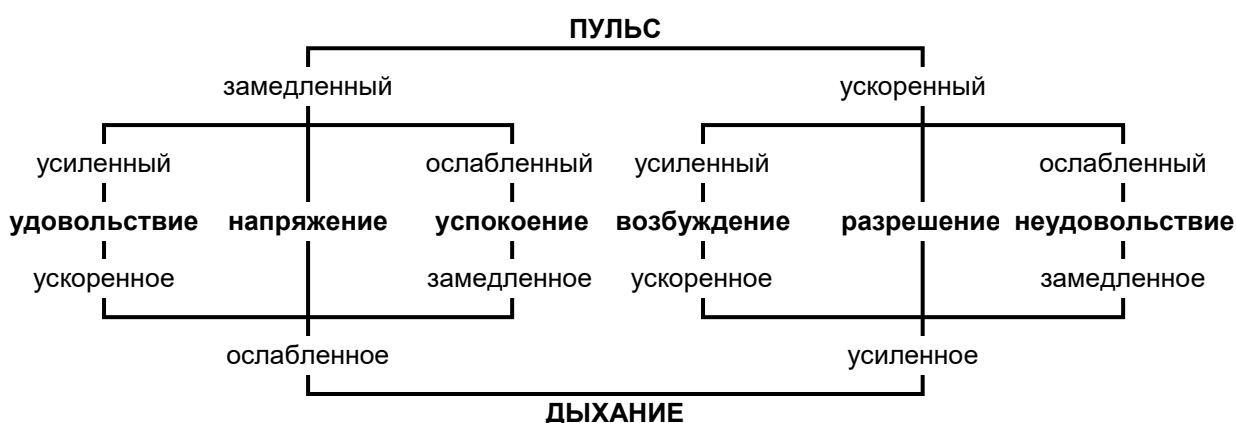 ПУЛЬС
замедленный ускоренный
усиленный ослабленный усиленный ослабленный
удовольствие напряжение успокоение возбуждение разрешение неудовольствие
ускоренное замедленное ускоренное замедленное
ослабленное усиленное
ДЫХАНИЕ